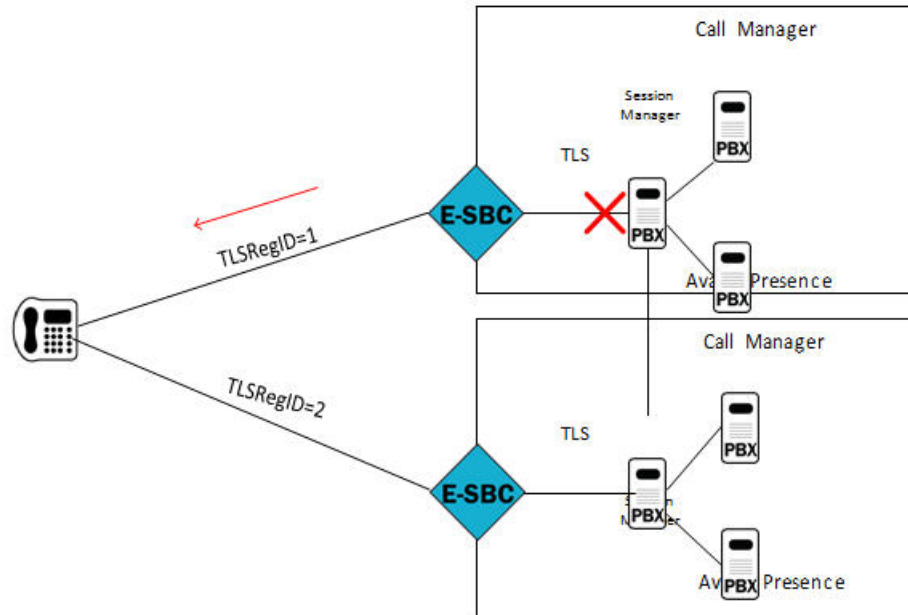 Call Manager
Session
Manager
PBX
TLS
E-SBC
PBX
TLSRegID=1
PBX
Presence
Call Manager
TLSRegID=2
PBX
TLS
E-SBC
PBX
PBX
Presence